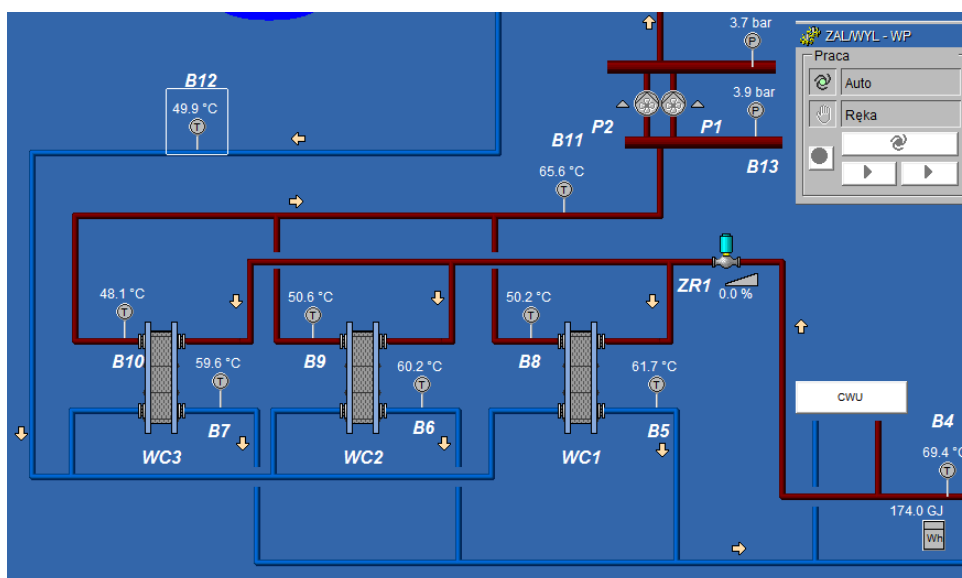 3.7 bar
ZAL/WYL - WP
Praca
B12
Auto
49.9 °C
T
P
3.9 bar
Ręka
P2
P1
P
B11
B13
65.6 °C
T
ZR1
0.0 %
48.1 °C
50.6 °C
50.2 °C
T
T
T
B10
B9
B8
59.6 °C
60.2 °C
61.7 °C
T
T
T
CWU
B7
B6
B5
B4
WC3
WC2
WC1
69.4 °C
T
174.0 GJ
Wh